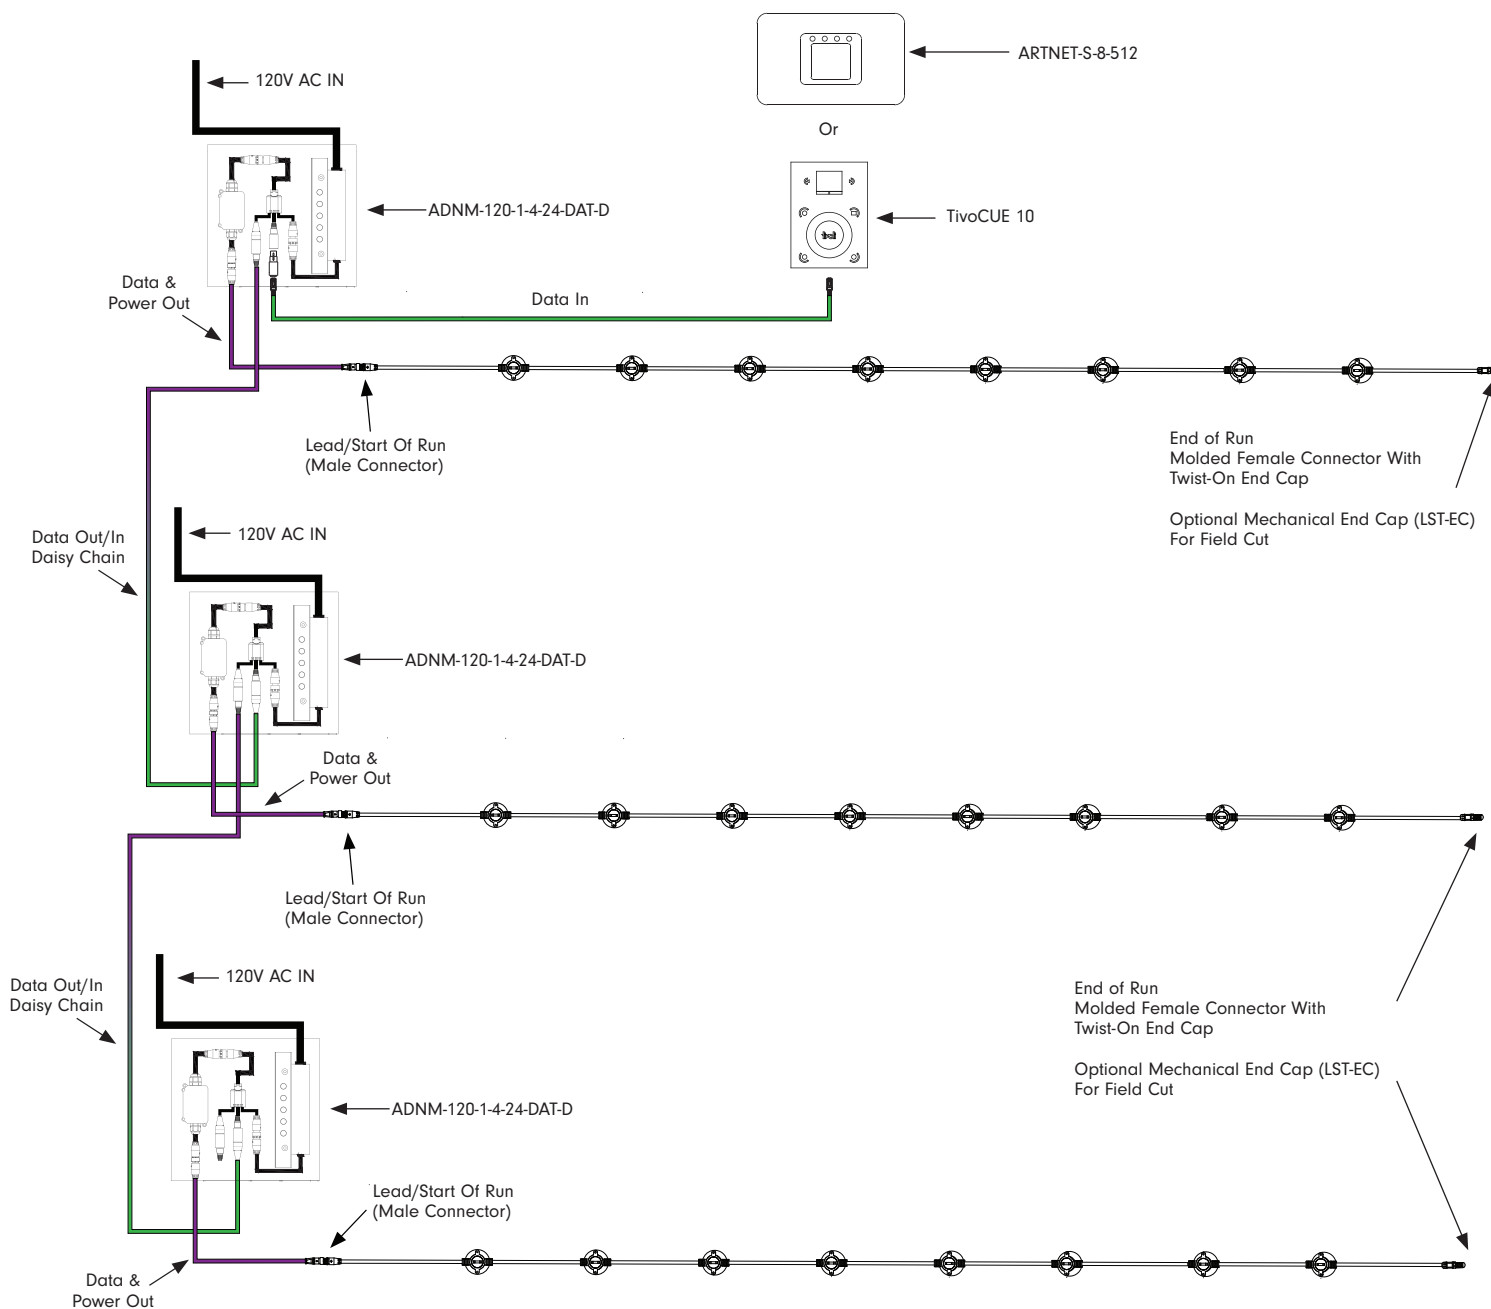 ARTNET-S-8-512
120V AC IN
Or
ADNM-120-1-4-24-DAT-D
TivoCUE 10
Data &
Power Out
Data In
Lead/Start Of Run
(Male Connector)
End of Run
Molded Female Connector With
Twist-On End Cap
Optional Mechanical End Cap (LST-EC)
For Field Cut
Data Out/In
Daisy Chain
120V AC IN
ADNM-120-1-4-24-DAT-D
Data &
Power Out
Lead/Start Of Run
(Male Connector)
Data Out/In
Daisy Chain
120V AC IN
End of Run
Molded Female Connector With
Twist-On End Cap
Optional Mechanical End Cap (LST-EC)
For Field Cut
ADNM-120-1-4-24-DAT-D
Lead/Start Of Run
(Male Connector)
Data &
Power Out